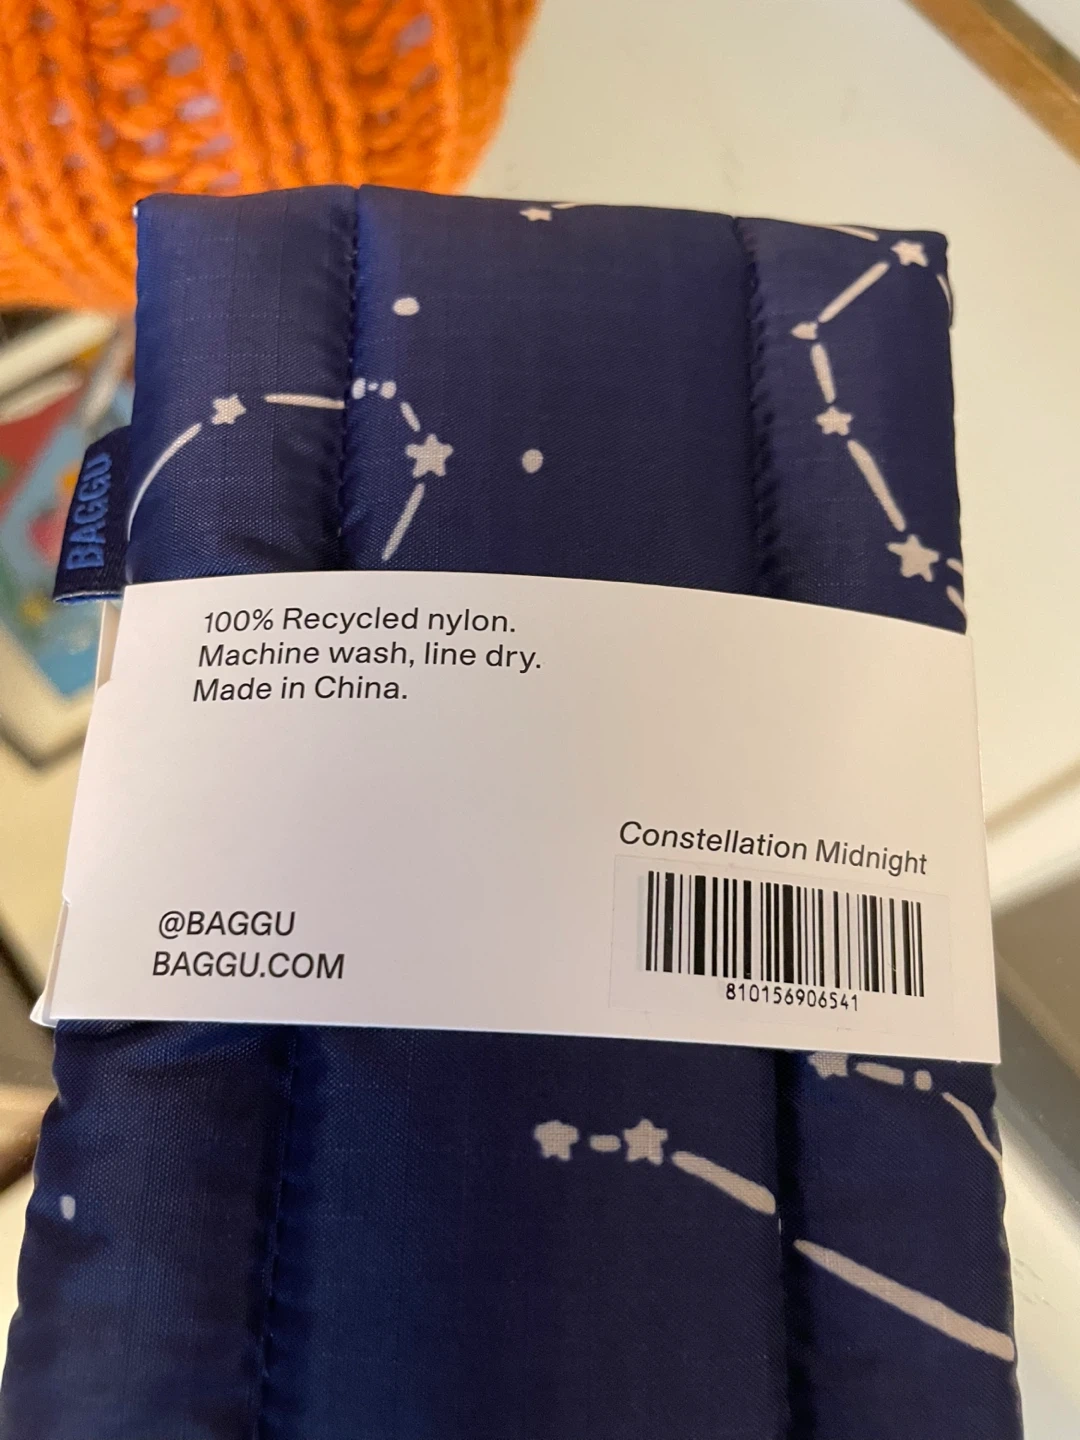 BAGGU
100% Recycled nylon.
Machine wash, line dry.
Made in China.
Constellation Midnight
810156906541
@BAGGU
BAGGU.COM